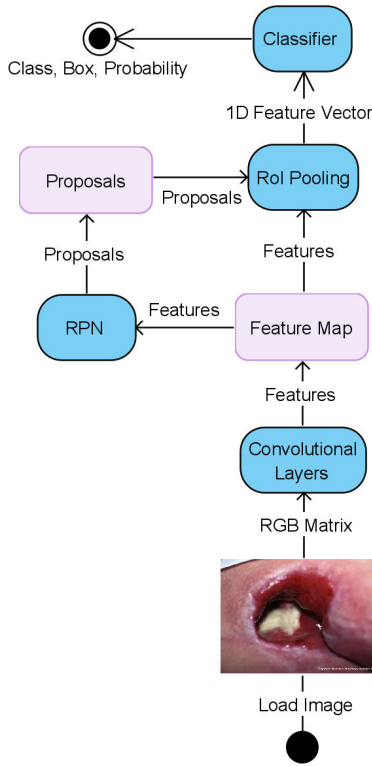 Classifier
Class, Box, Probability
1D Feature Vector
Proposals
RoI Pooling
Proposals
Proposals
Features
RPN
Features
Feature Map
Features
Convolutional
Layers
RGB Matrix
Load Image